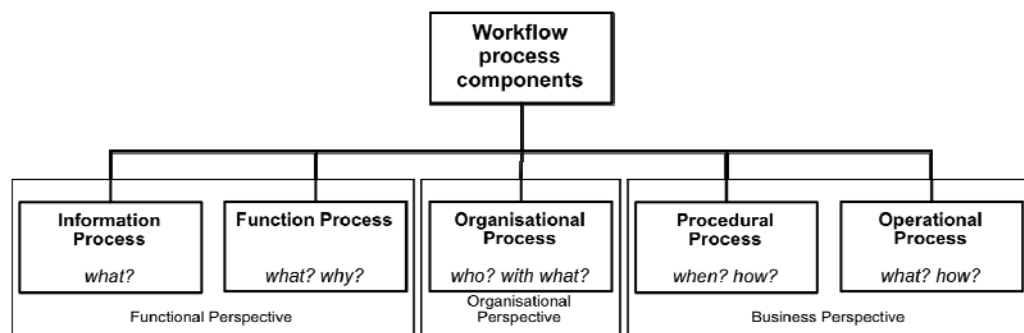 Workflow
process
components
Information
Process
what?
Function Process
what? why?
Organisational
Process
who? with what?
Procedural
Process
when? how?
Operational
Process
what? how?
Functional Perspective
Organisational
Perspective
Business Perspective